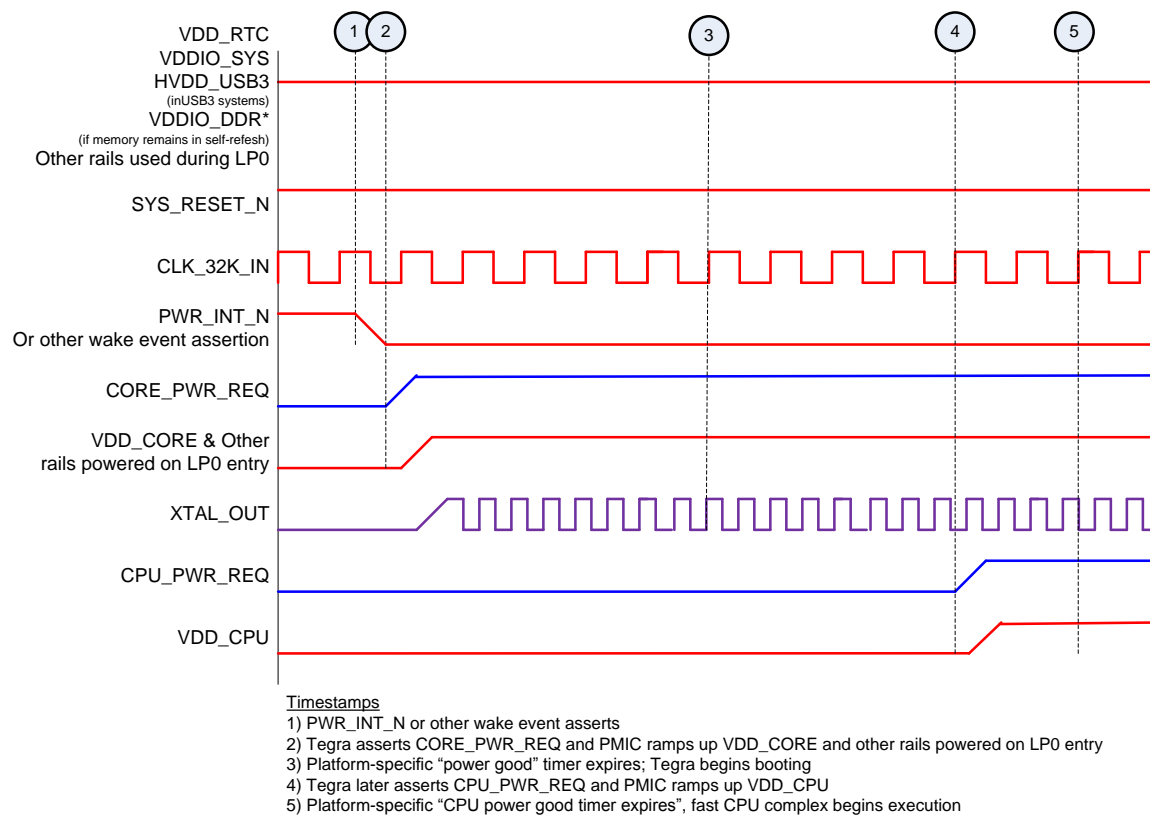 1
2
3
4
5
VDD_RTC
VDDIO_SYS
HVDD_USB3
(inUSB3 systems)
VDDIO_DDR*
(if memory remains in self-refesh)
Other rails used during LP0
SYS_RESET_N
CLK_32K_IN
PWR_INT_N
Or other wake event assertion
CORE_PWR_REQ
VDD_CORE & Other
rails powered on LP0 entry
XTAL_OUT
CPU_PWR_REQ
VDD_CPU
Timestamps
1) PWR_INT_N or other wake event asserts
2) Tegra asserts CORE_PWR_REQ and PMIC ramps up VDD_CORE and other rails powered on LP0 entry
3) Platform-specific “power good” timer expires; Tegra begins booting
4) Tegra later asserts CPU_PWR_REQ and PMIC ramps up VDD_CPU
5) Platform-specific “CPU power good timer expires”, fast CPU complex begins execution